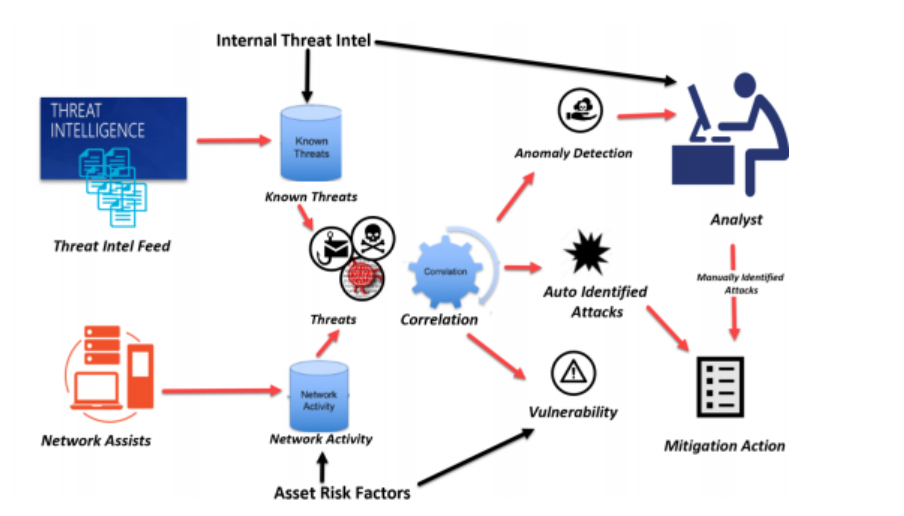 Internal Threat Intel
THREAT
INTELLIGENCE
Known
Threats
Anomaly Detection
Known Threats
Threat Intel Feed
Analyst
Correlation
Manually Identified
Attacks
Auto Identified
Attacks
Threats
Correlation
Network
Activity
Vulnerability
Network Assists
Network Activity
Mitigation Action
Asset Risk Factors